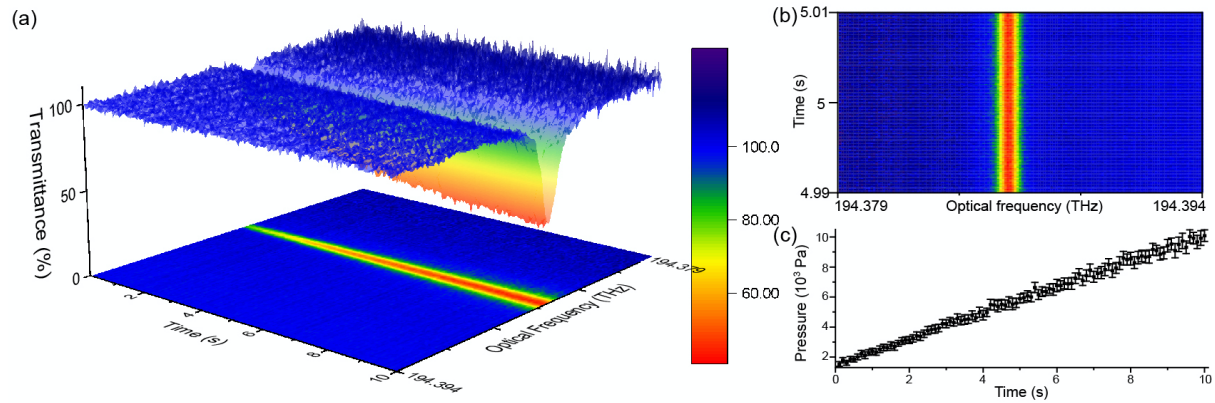 (a)
Transmittance (%)
100
50
0
2
4
6
8
10
Time (s)
194.379
Optical Frequency (THz)
194.394
100.0
80.00
60.00
(b)
5.01
5
4.99
Time (s)
194.379
Optical frequency (THz)
194.394
(c)
Pressure (10³ Pa)
10
8
6
4
2
0
2
4
6
8
10
Time (s)